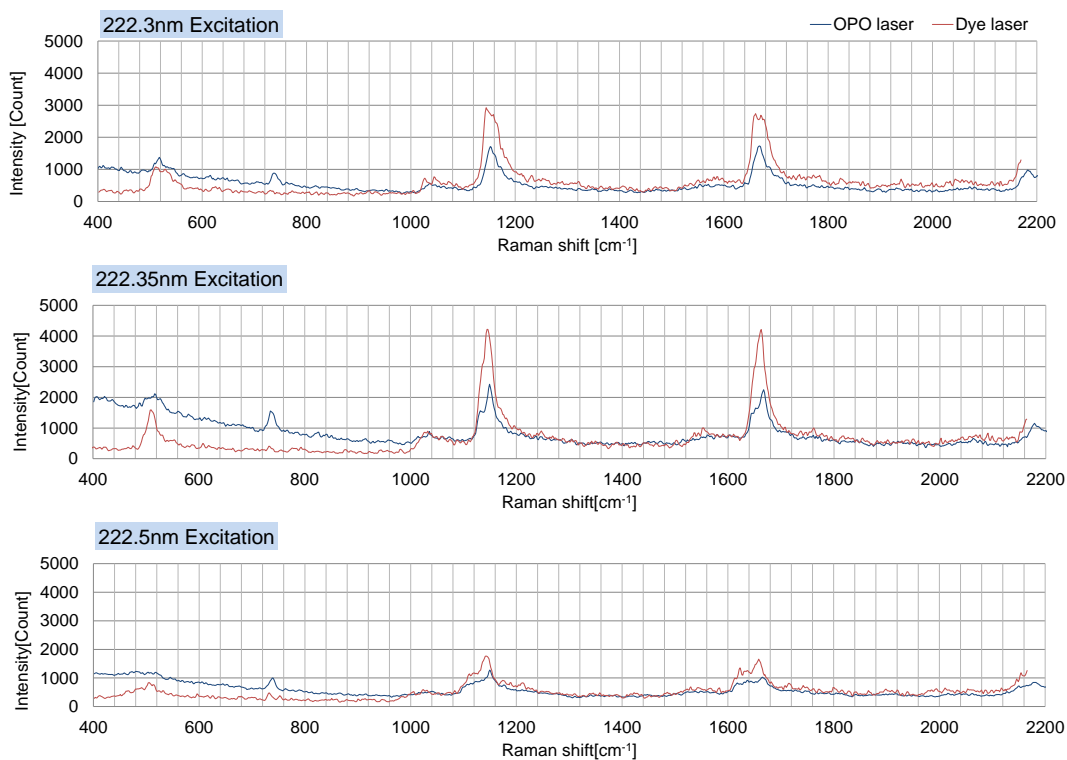 222.3nm Excitation
OPO laser Dye laser
5000
4000
3000
2000
1000
0
Intensity [Count]
400 600 800 1000 1200 1400 1600 1800 2000 2200
Raman shift [cm-1]
222.35nm Excitation
5000
4000
3000
2000
1000
0
Intensity[Count]
400 600 800 1000 1200 1400 1600 1800 2000 2200
Raman shift[cm-1]
222.5nm Excitation
5000
4000
3000
2000
1000
0
Intensity[Count]
400 600 800 1000 1200 1400 1600 1800 2000 2200
Raman shift[cm-1]